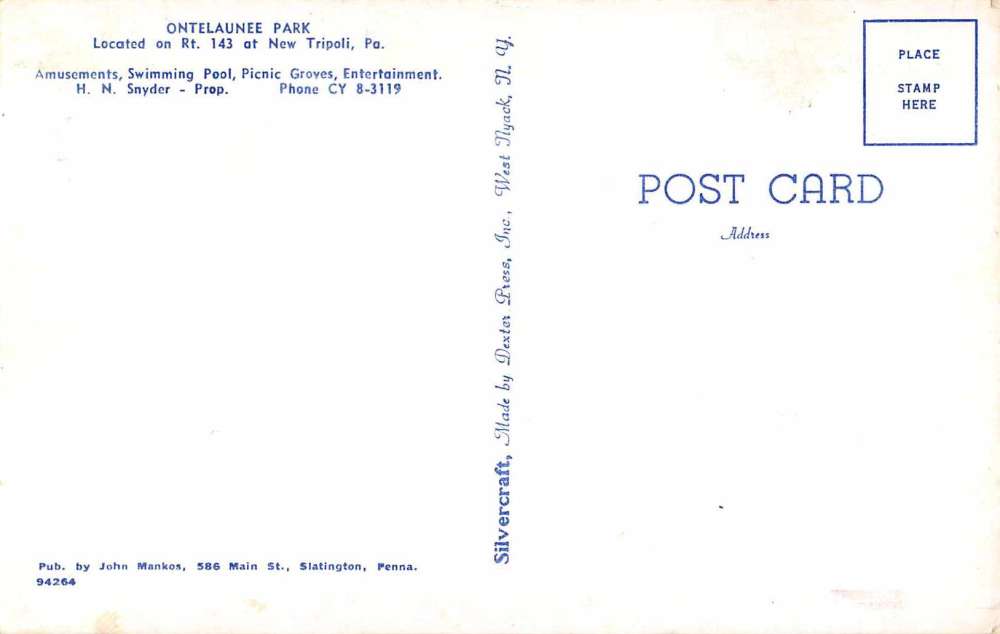 ONTELAUNEE PARK
Located on Rt. 143 at New Tripoli, Pa.
Amusements, Swimming Pool, Picnic Groves, Entertainment.
H. N. Snyder - Prop. Phone CY 8-3119
Pub. by John Mankos, 586 Main St., Slatington, Penna.
94264
Silvercraft, Made by Dexter Press, Inc., West Nyack, N. Y.
PLACE
STAMP
HERE
POST CARD
Address